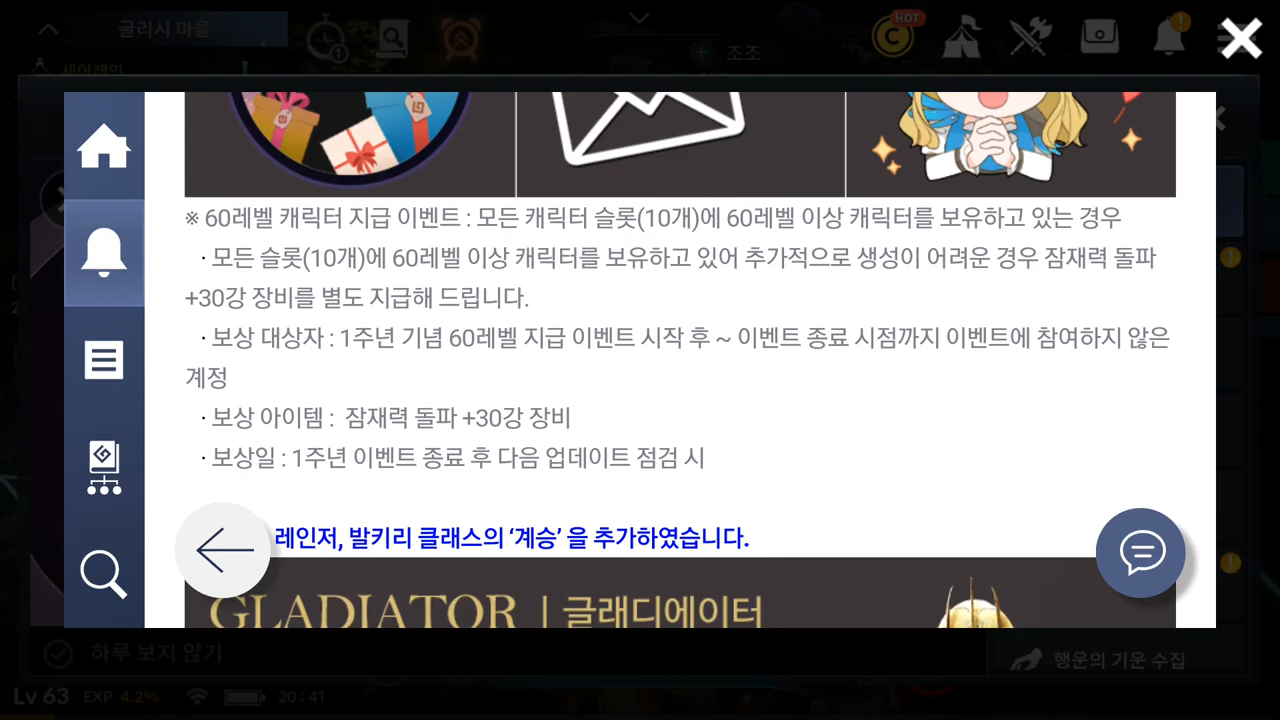 글리시 마을
1
HOT
C
!
세이레인
조조
※ 60레벨 캐릭터 지급 이벤트 : 모든 캐릭터 슬롯(10개)에 60레벨 이상 캐릭터를 보유하고 있는 경우
· 모든 슬롯(10개)에 60레벨 이상 캐릭터를 보유하고 있어 추가적으로 생성이 어려운 경우 잠재력 돌파
+30강 장비를 별도 지급해 드립니다.
· 보상 대상자 : 1주년 기념 60레벨 지급 이벤트 시작 후 ~ 이벤트 종료 시점까지 이벤트에 참여하지 않은
계정
· 보상 아이템 : 잠재력 돌파 +30강 장비
· 보상일 : 1주년 이벤트 종료 후 다음 업데이트 점검 시
레인저, 발키리 클래스의 ‘계승’ 을 추가하였습니다.
GLADIATOR | 글래디에이터
하루 보지 않기
행운의 기운 수집
Lv 63 EXP 4.2% 20:41